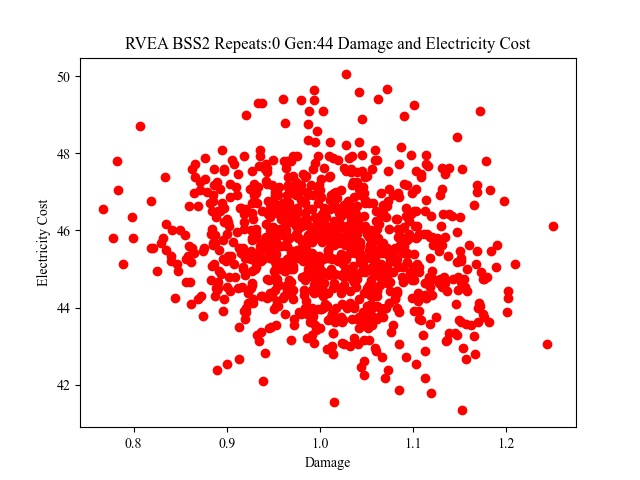 RVEA BSS2 Repeats:0 Gen:44 Damage and Electricity Cost
50
48
46
44
42
Electricity Cost
0.8 0.9 1.0 1.1 1.2
Damage